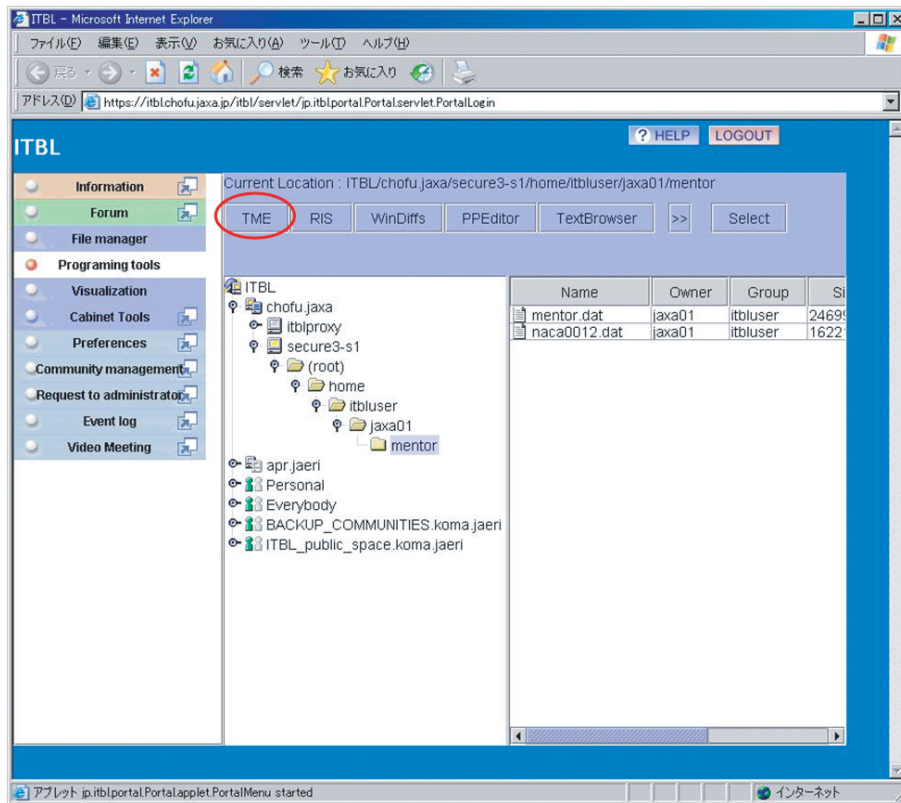 ITBL - Microsoft Internet Explorer
ファイル(F) 編集(E) 表示(V) お気に入り(A) ツール(T) ヘルプ(H)
戻る 検索 お気に入り
アドレス(D) https://itbl.chofu.jaxa.jp/itbl/servlet/jp.itbl.portal.Portal.servlet.PortalLogin
ITBL
? HELP LOGOUT
Information
Forum
File manager
Programing tools
Visualization
Cabinet Tools
Preferences
Community management
Request to administrator
Event log
Video Meeting
Current Location : ITBL/chofu.jaxa/secure3-s1/home/itbluser/jaxa01/mentor
TME RIS WinDiffs PPEditor TextBrowser >> Select
ITBL
chofu.jaxa
itblproxy
secure3-s1
(root)
home
itbluser
jaxa01
mentor
apr.jaeri
Personal
Everybody
BACKUP_COMMUNITIES.koma.jaeri
ITBL_public_space.koma.jaeri
Name Owner Group Si
mentor.dat jaxa01 itbluser 24699
naca0012.dat jaxa01 itbluser 1622
アプレット jp.itbl.portal.Portal.applet.PortalMenu started
インターネット